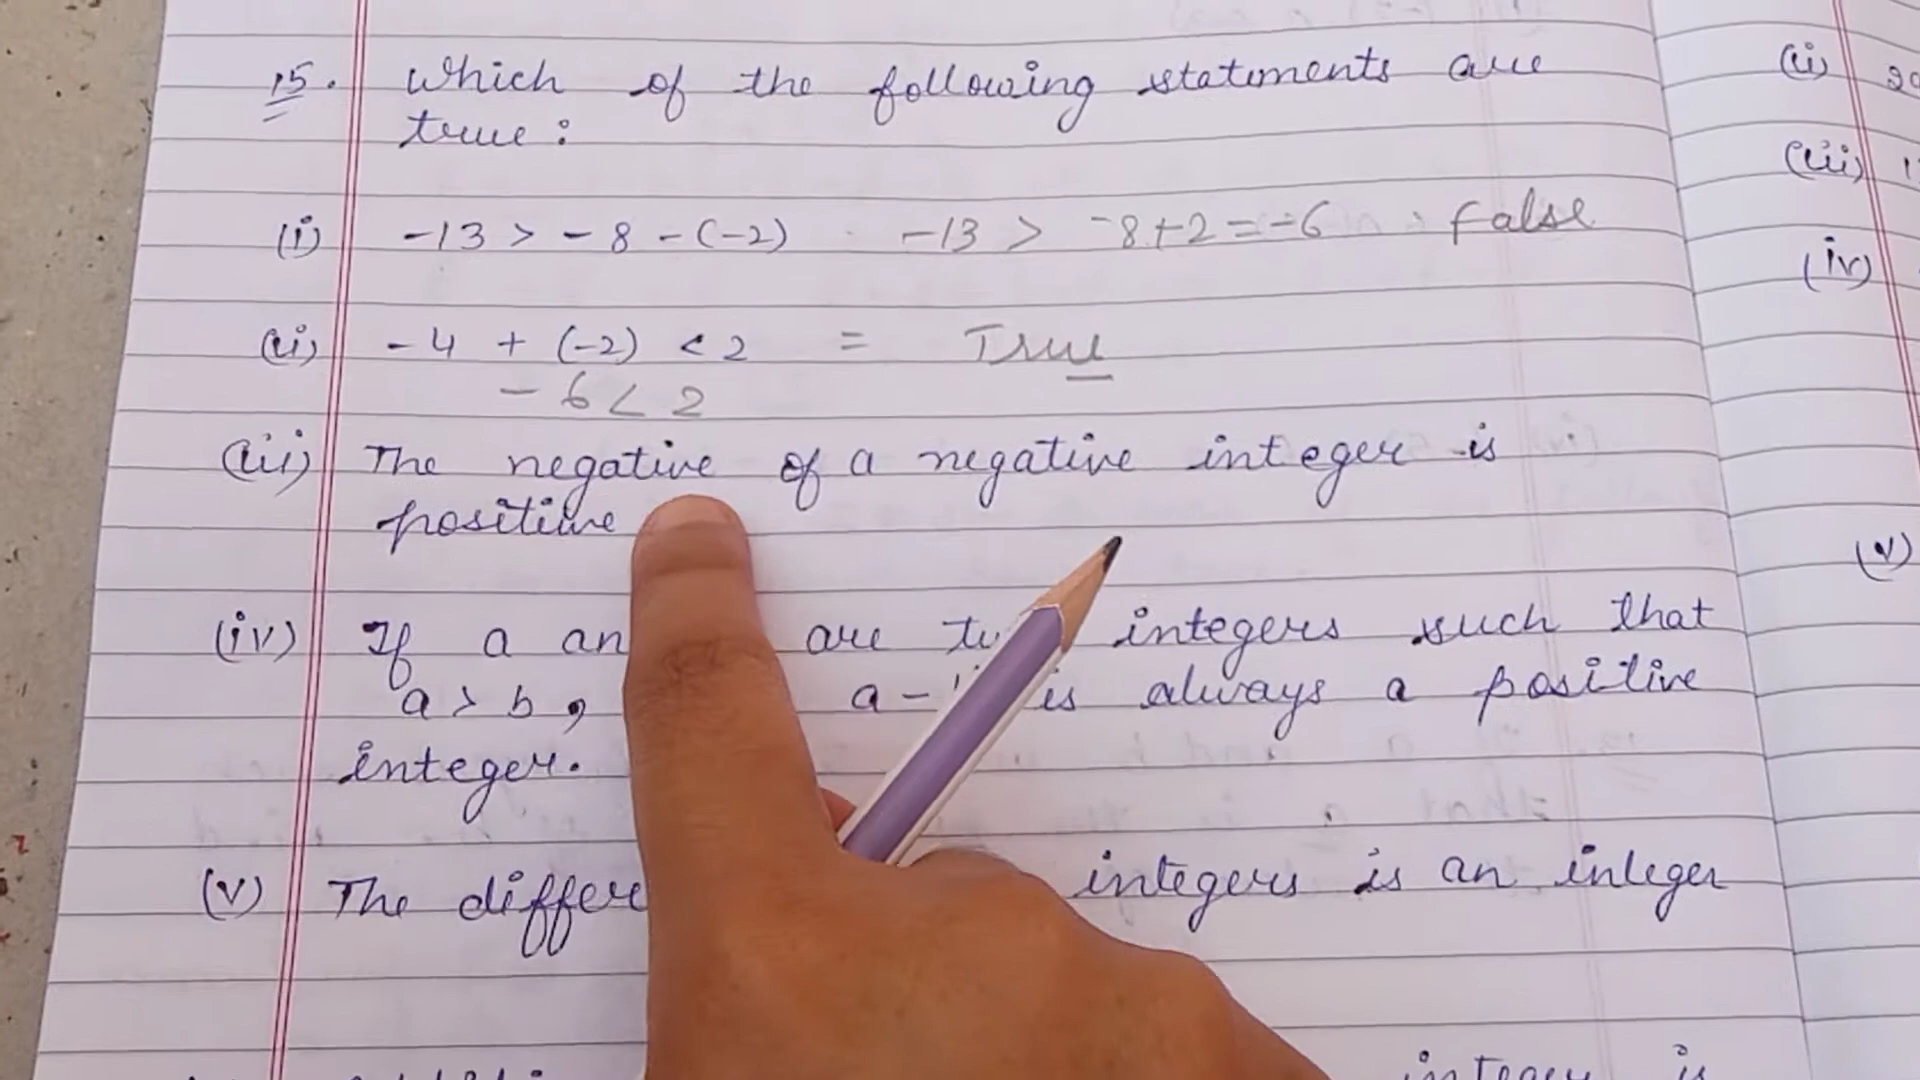 15. Which of the following statements are
true:
(i) -13 > -8 -(-2) -13 > -8+2 = -6 False
(ii) -4 + (-2) < 2 = True
-6 < 2
(iii) The negative of a negative integer is
positive
(iv) If a are integers such that
a > b, a - is always a positive
integer.
(v) The integers is an integer
integer is
(ii)
(iii)
(iv)
(v)